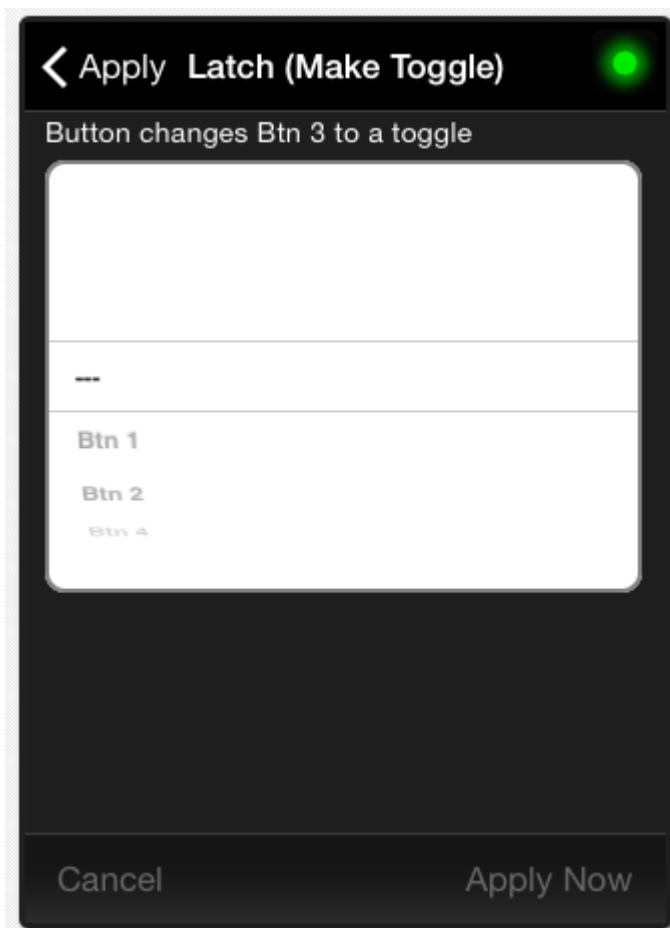 Apply Latch (Make Toggle)
Button changes Btn 3 to a toggle
---
Btn 1
Btn 2
Btn 4
Cancel Apply Now